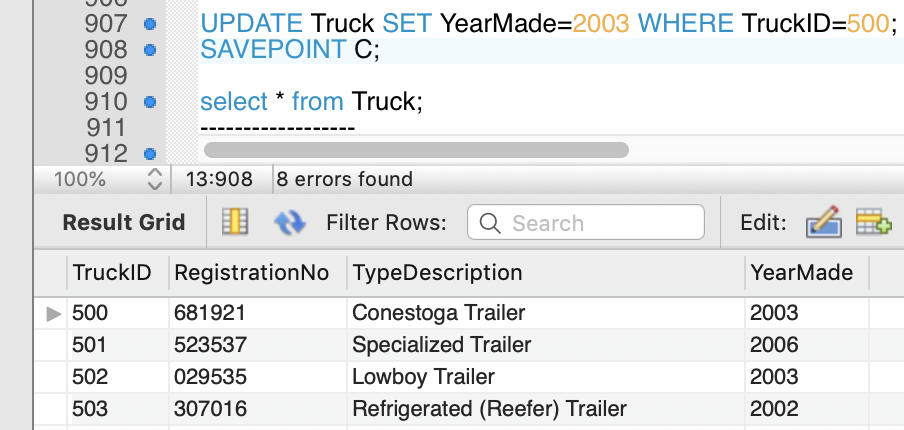 907 UPDATE Truck SET YearMade=2003 WHERE TruckID=500;
908 SAVEPOINT C;
909
910 select * from Truck;
911 ------------------
912
100% 13:908 8 errors found
Result Grid Filter Rows: Search Edit:
TruckID RegistrationNo TypeDescription YearMade
500 681921 Conestoga Trailer 2003
501 523537 Specialized Trailer 2006
502 029535 Lowboy Trailer 2003
503 307016 Refrigerated (Reefer) Trailer 2002